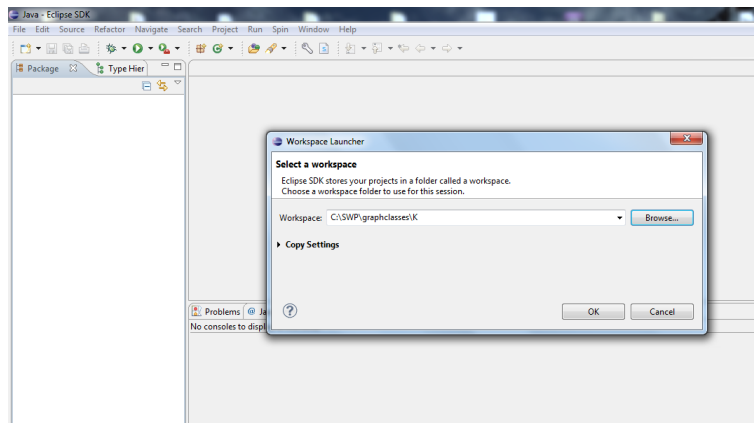 Java - Eclipse SDK
File Edit Source Refactor Navigate Search Project Run Spin Window Help
Package Type Hier
Workspace Launcher
Select a workspace
Eclipse SDK stores your projects in a folder called a workspace.
Choose a workspace folder to use for this session.
Workspace: C:\SWP\graphclasses\K Browse...
Copy Settings
OK Cancel
Problems @ Ja
No consoles to displ